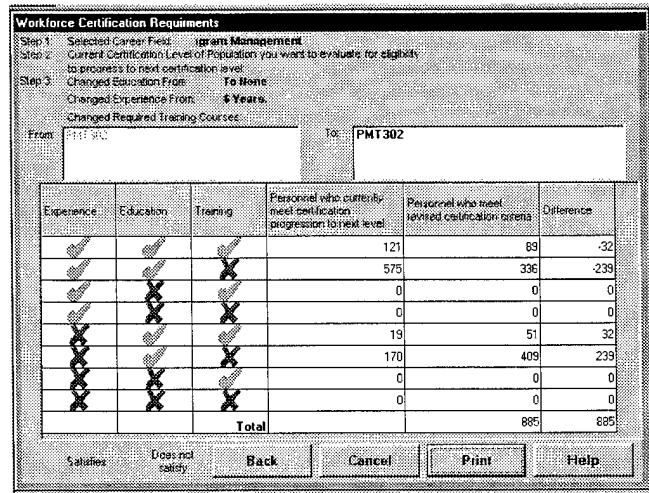 Workforce Certification Requirments
Step 1 Selected Career Field: ıgram Management
Step 2 Current Certification Level of Population you want to evaluate for eligibility
to progress to next certification level
Step 3 Changed Education From: To None
Changed Experience From: 6 Years.
Changed Required Training Courses
From: PMT302
To: PMT302
Experience Education Training Personnel who currently meet certification progression to next level Personnel who meet revised certification criteria Difference
121 89 -32
575 336 -239
0 0 0
0 0 0
19 51 32
170 409 239
0 0 0
0 0 0
Total 885 885
Satisfies Does not satisfy Back Cancel Print Help